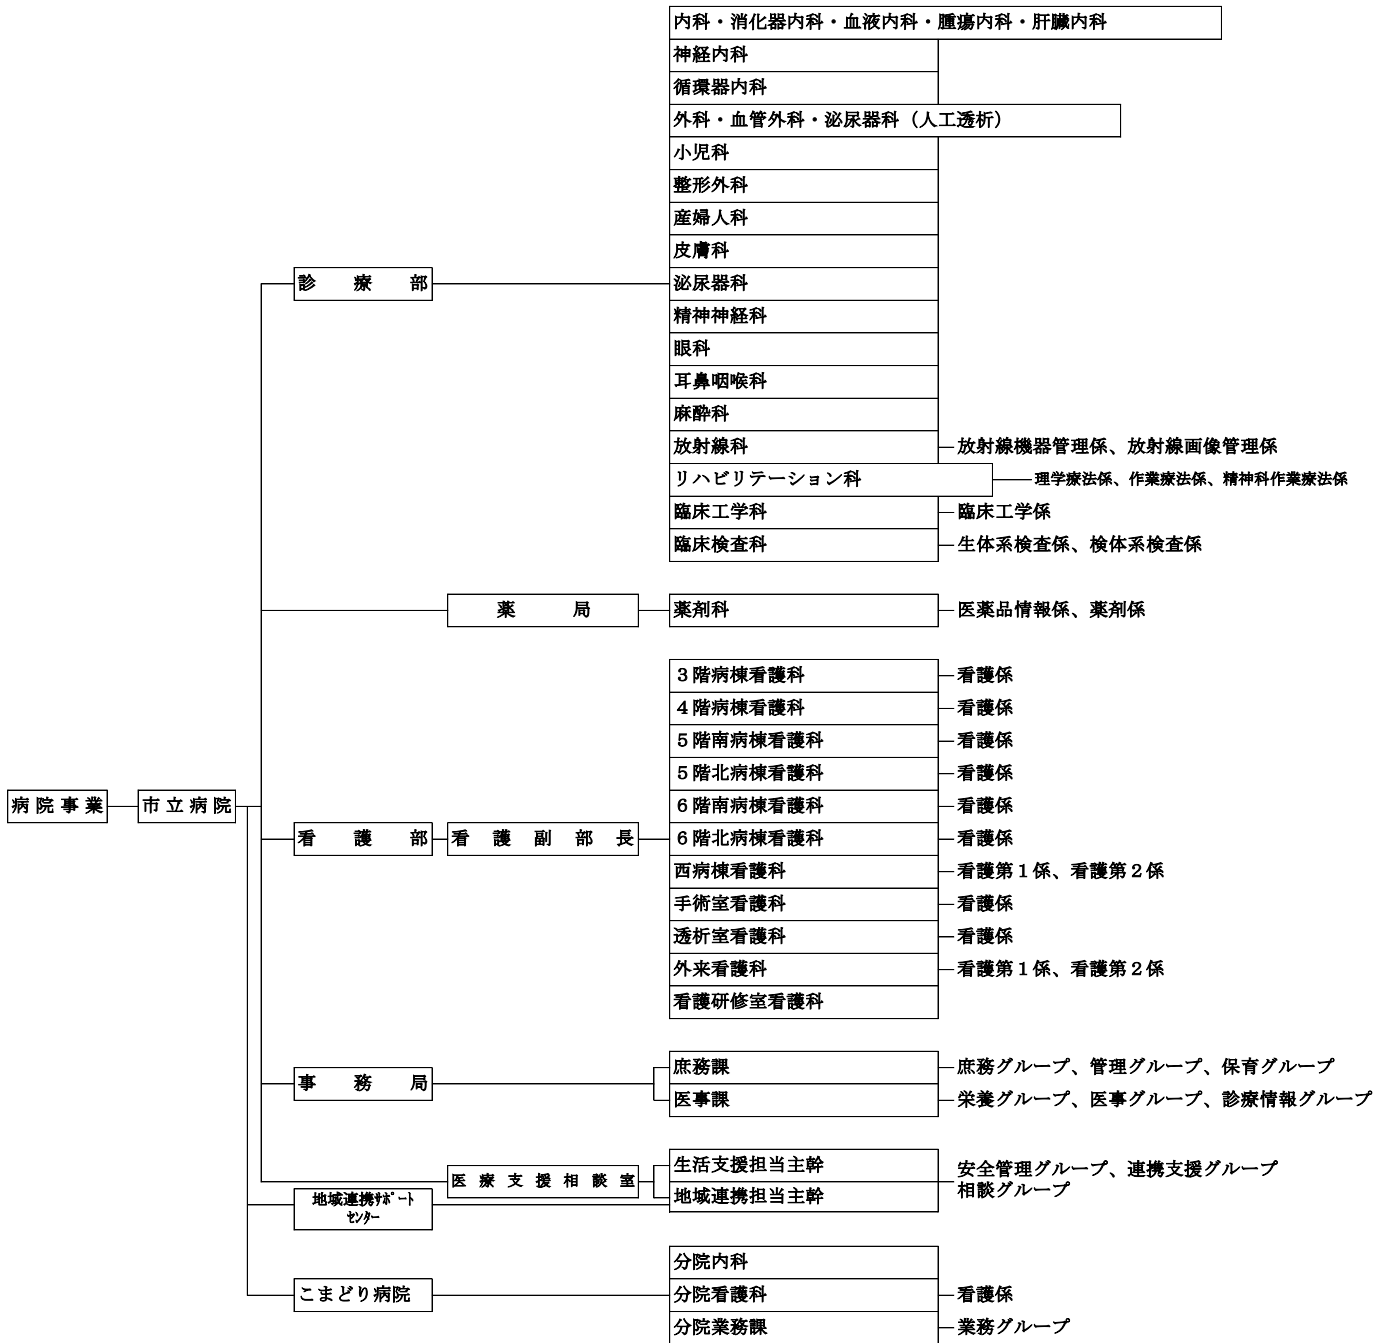 内科・消化器内科・血液内科・腫瘍内科・肝臓内科
神経内科
循環器内科
外科・血管外科・泌尿器科（人工透析）
小児科
整形外科
産婦人科
皮膚科
診療部 泌尿器科
精神神経科
眼科
耳鼻咽喉科
麻酔科
放射線科 放射線機器管理係、放射線画像管理係
リハビリテーション科 理学療法係、作業療法係、精神科作業療法係
臨床工学科 臨床工学係
臨床検査科 生体系検査係、検体系検査係
薬局 薬剤科 医薬品情報係、薬剤係
３階病棟看護科 看護係
４階病棟看護科 看護係
５階南病棟看護科 看護係
５階北病棟看護科 看護係
病院事業 市立病院 ６階南病棟看護科 看護係
看護部 看護副部長 ６階北病棟看護科 看護係
西病棟看護科 看護第１係、看護第２係
手術室看護科 看護係
透析室看護科 看護係
外来看護科 看護第１係、看護第２係
看護研修室看護科
庶務課 庶務グループ、管理グループ、保育グループ
事務局
医事課 栄養グループ、医事グループ、診療情報グループ
生活支援担当主幹 安全管理グループ、連携支援グループ
医療支援相談室
地域連携担当主幹 相談グループ
地域連携ｻﾎﾟｰﾄ
ｾﾝﾀｰ
分院内科
こまどり病院 分院看護科 看護係
分院業務課 業務グループ